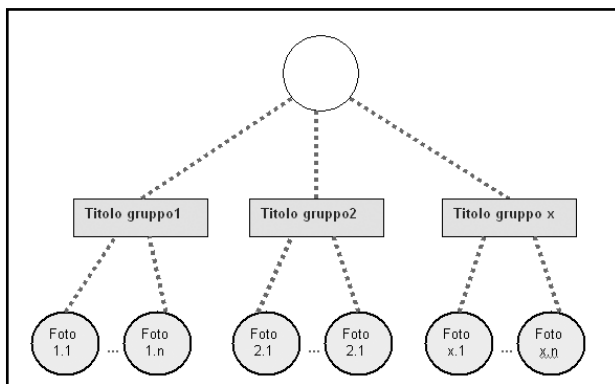 Titolo gruppo1
Titolo gruppo2
Titolo gruppo x
Foto
1.1
...
Foto
1.n
Foto
2.1
...
Foto
2.1
Foto
x.1
...
Foto
x.n